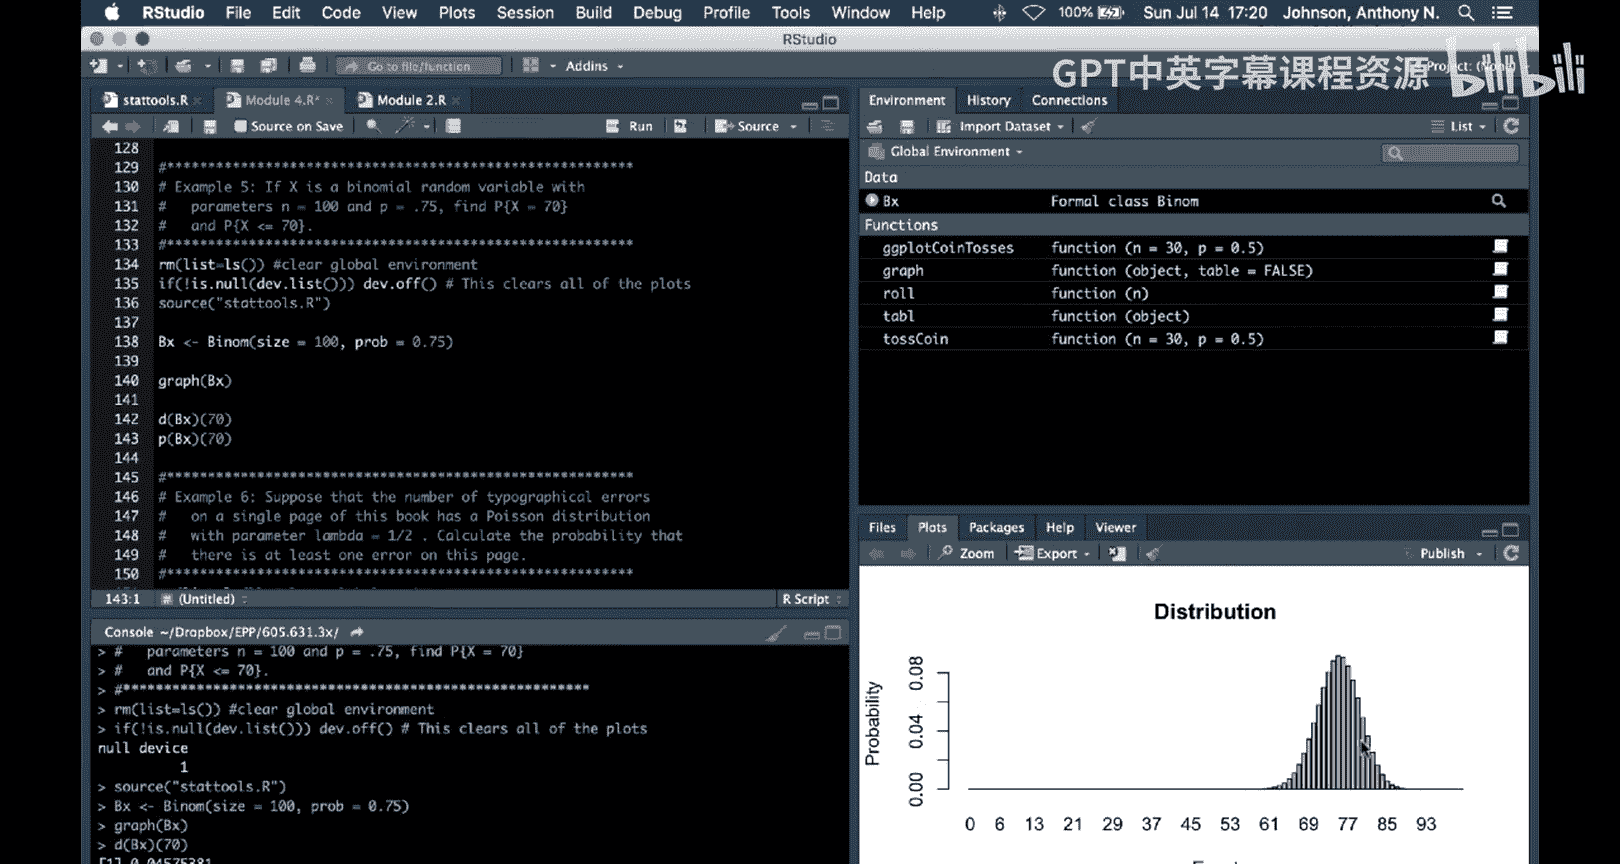 RStudio File Edit Code View Plots Session Build Debug Profile Tools Window Help 100% Sun Jul 14 17:20 Johnson, Anthony N.
RStudio
Go to file/function Addins Project: (None)
GPT中英字幕课程资源 bilibili
stattools.R Module 4.R* Module 2.R
Source on Save Run Source
128
129 #******************************************************
130 # Example 5: If X is a binomial random variable with
131 #   parameters n = 100 and p = .75, find P{X = 70}
132 #   and P{X <= 70}.
133 #******************************************************
134 rm(list=ls()) #clear global environment
135 if(!is.null(dev.list())) dev.off() # This clears all of the plots
136 source("stattools.R")
137
138 Bx <- Binom(size = 100, prob = 0.75)
139
140 graph(Bx)
141
142 d(Bx)(70)
143 p(Bx)(70)
144
145 #******************************************************
146 # Example 6: Suppose that the number of typographical errors
147 #   on a single page of this book has a Poisson distribution
148 #   with parameter lambda = 1/2 . Calculate the probability that
149 #   there is at least one error on this page.
150 #******************************************************
143:1 # (Untitled) R Script
Console ~/Dropbox/EPP/605.631.3x/
> #   parameters n = 100 and p = .75, find P{X = 70}
> #   and P{X <= 70}.
> #******************************************************
> rm(list=ls()) #clear global environment
> if(!is.null(dev.list())) dev.off() # This clears all of the plots
null device
1
> source("stattools.R")
> Bx <- Binom(size = 100, prob = 0.75)
> graph(Bx)
> d(Bx)(70)
[1] 0.04575381
Environment History Connections
Import Dataset List
Global Environment
Data
Bx Formal class Binom
Functions
ggplotCoinTosses function (n = 30, p = 0.5)
graph function (object, table = FALSE)
roll function (n)
tabl function (object)
tossCoin function (n = 30, p = 0.5)
Files Plots Packages Help Viewer
Zoom Export Publish
Distribution
Probability
0.08
0.04
0.00
0 6 13 21 29 37 45 53 61 69 77 85 93